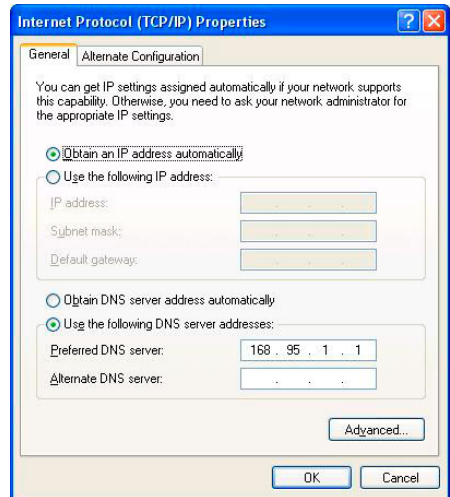 Internet Protocol (TCP/IP) Properties
General Alternate Configuration
You can get IP settings assigned automatically if your network supports
this capability. Otherwise, you need to ask your network administrator for
the appropriate IP settings.
Obtain an IP address automatically
Use the following IP address:
IP address:
Subnet mask:
Default gateway:
Obtain DNS server address automatically
Use the following DNS server addresses:
Preferred DNS server: 168 . 95 . 1 . 1
Alternate DNS server: . . .
Advanced...
OK Cancel